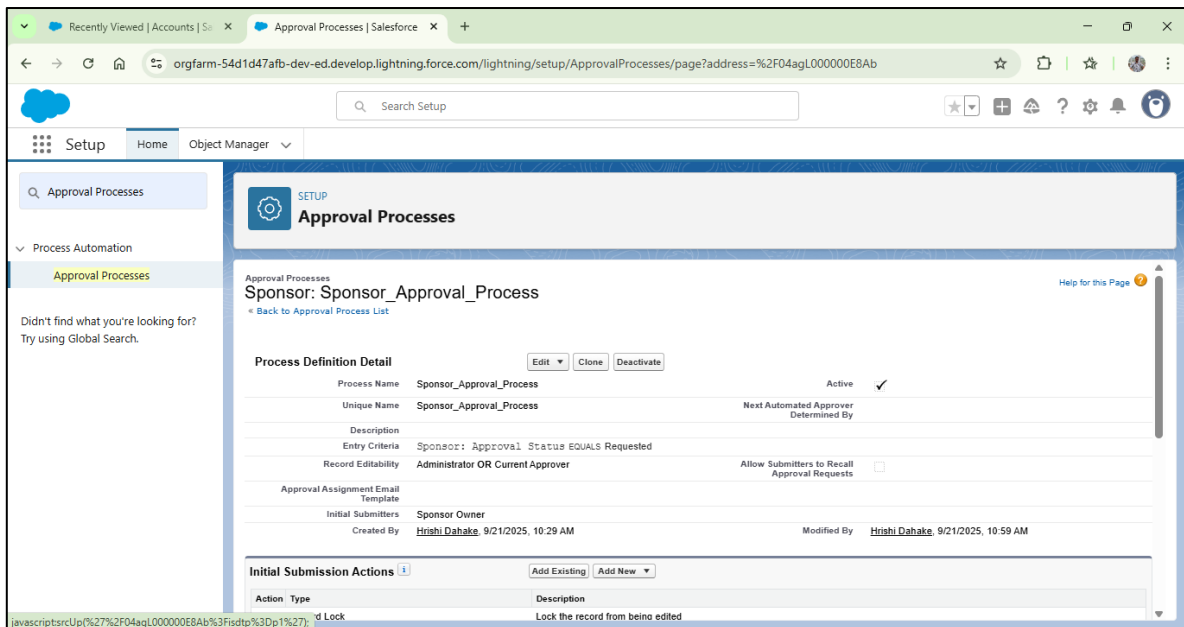 Recently Viewed | Accounts | Sa
Approval Processes | Salesforce
orgfarm-54d1d47afb-dev-ed.develop.lightning.force.com/lightning/setup/ApprovalProcesses/page?address=%2F04agL000000E8Ab
Search Setup
Setup Home Object Manager
Approval Processes
Process Automation
Approval Processes
Didn't find what you're looking for?
Try using Global Search.
SETUP
Approval Processes
Approval Processes
Sponsor: Sponsor_Approval_Process
« Back to Approval Process List
Help for this Page
Process Definition Detail Edit Clone Deactivate
Process Name Sponsor_Approval_Process Active
Unique Name Sponsor_Approval_Process Next Automated Approver Determined By
Description
Entry Criteria Sponsor: Approval Status EQUALS Requested
Record Editability Administrator OR Current Approver Allow Submitters to Recall Approval Requests
Approval Assignment Email Template
Initial Submitters Sponsor Owner
Created By Hrishi Dahake, 9/21/2025, 10:29 AM Modified By Hrishi Dahake, 9/21/2025, 10:59 AM
Initial Submission Actions i Add Existing Add New
Action Type Description
rd Lock Lock the record from being edited
javascript:srcUp(%27%2F04agL000000E8Ab%3Fisdtp%3Dp1%27);